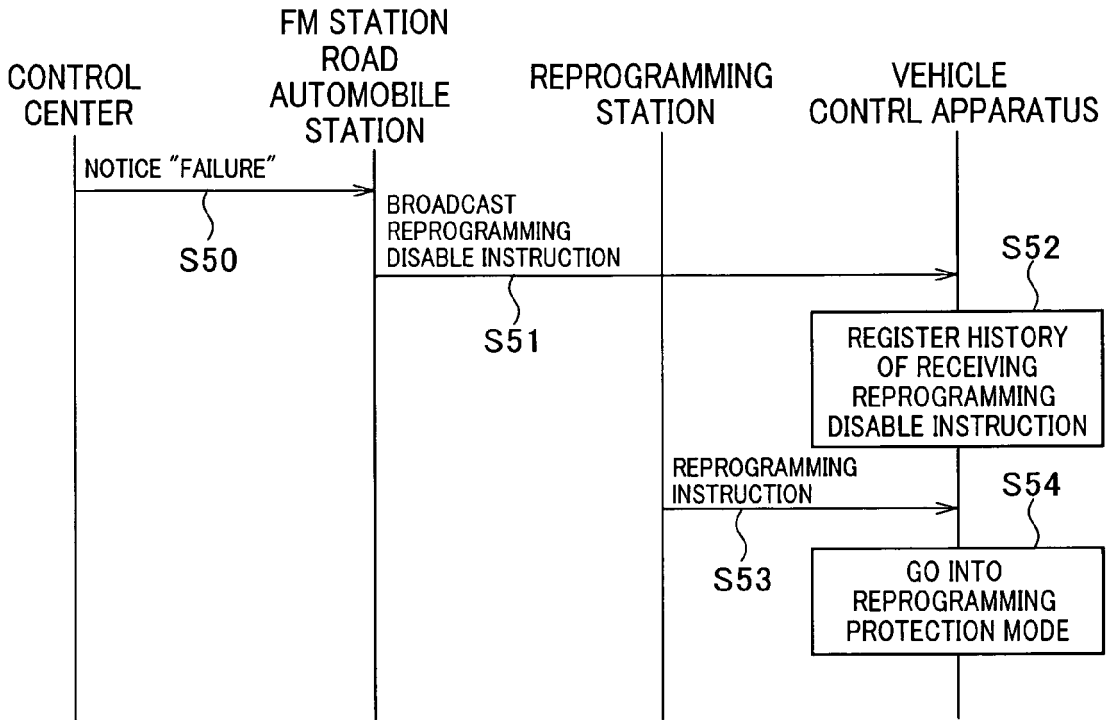 CONTROL
CENTER
FM STATION
ROAD
AUTOMOBILE
STATION
REPROGRAMMING
STATION
VEHICLE
CONTRL APPARATUS
NOTICE "FAILURE"
S50
BROADCAST
REPROGRAMMING
DISABLE INSTRUCTION
S51
S52
REGISTER HISTORY
OF RECEIVING
REPROGRAMMING
DISABLE INSTRUCTION
REPROGRAMMING
INSTRUCTION
S53
S54
GO INTO
REPROGRAMMING
PROTECTION MODE